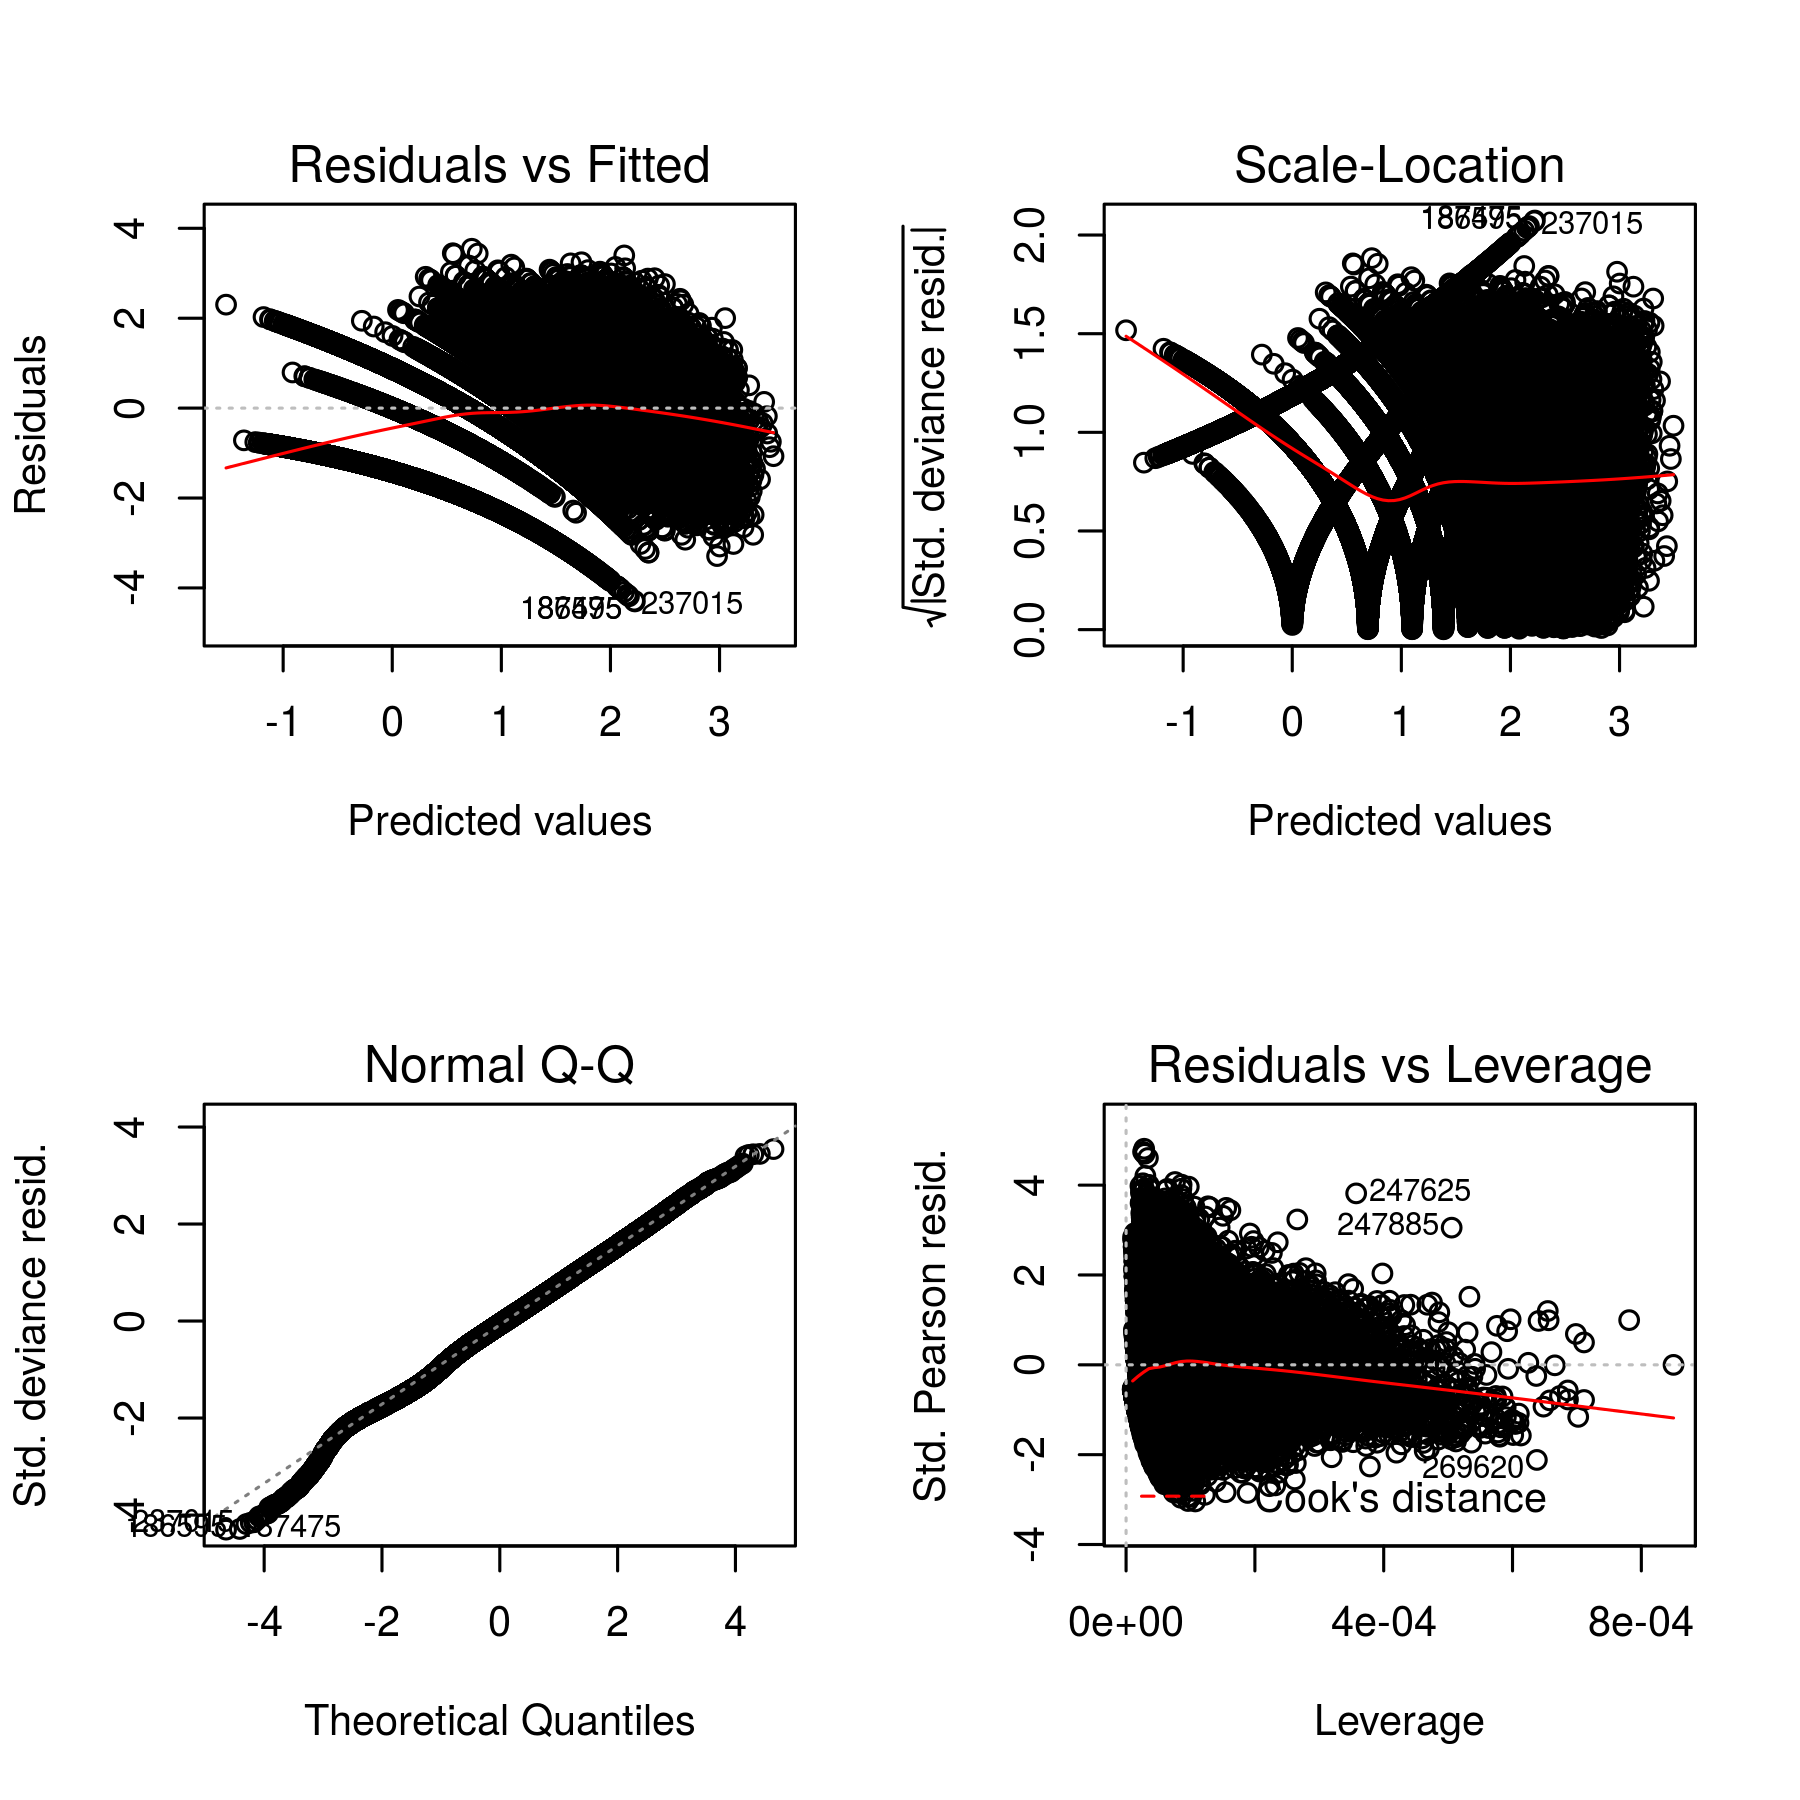 Residuals vs Fitted
Residuals
4
2
0
-2
-4
237015
-1 0 1 2 3
Predicted values
Scale-Location
√|Std. deviance resid.|
2.0
1.5
1.0
0.5
0.0
237015
-1 0 1 2 3
Predicted values
Normal Q-Q
Std. deviance resid.
4
2
0
-2
-4
-4 -2 0 2 4
Theoretical Quantiles
Residuals vs Leverage
Std. Pearson resid.
4
2
0
-2
-4
247625
247885
269620
Cook's distance
0e+00 4e-04 8e-04
Leverage